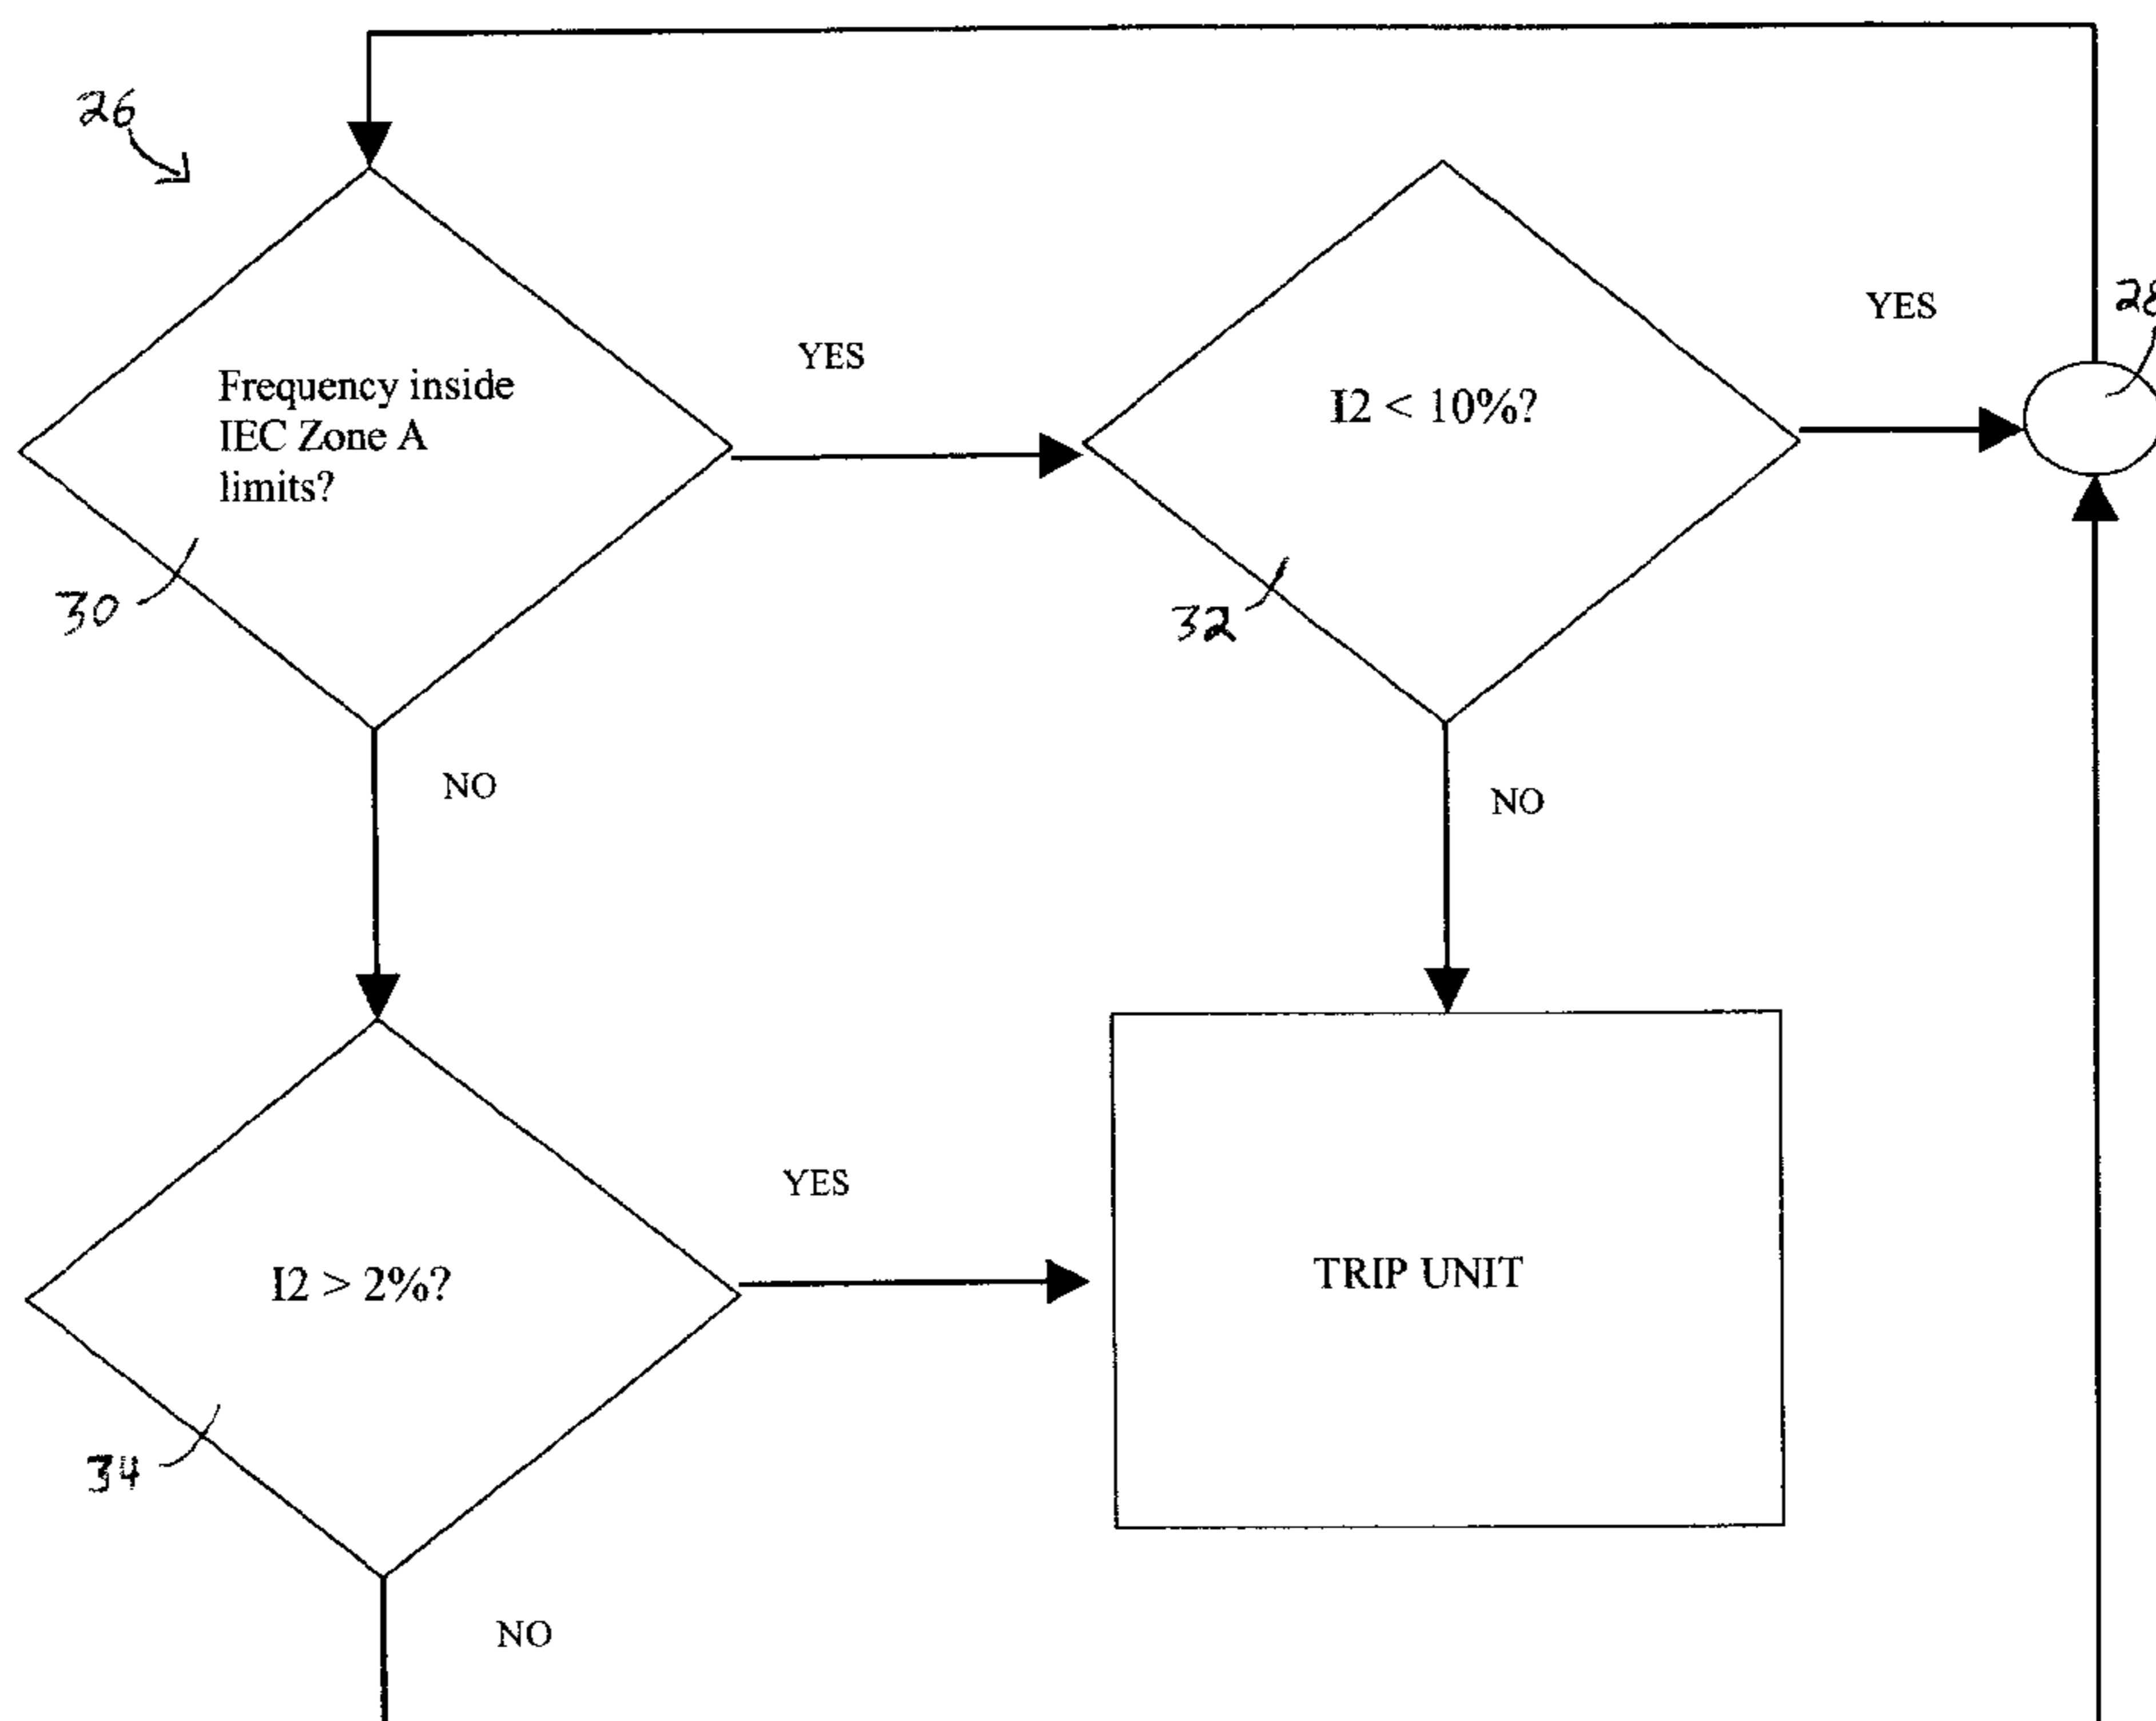 26
28
YES
YES
Frequency inside
IEC Zone A
limits?
I2 < 10%?
30
32
NO
NO
YES
I2 > 2%?
TRIP UNIT
34
NO